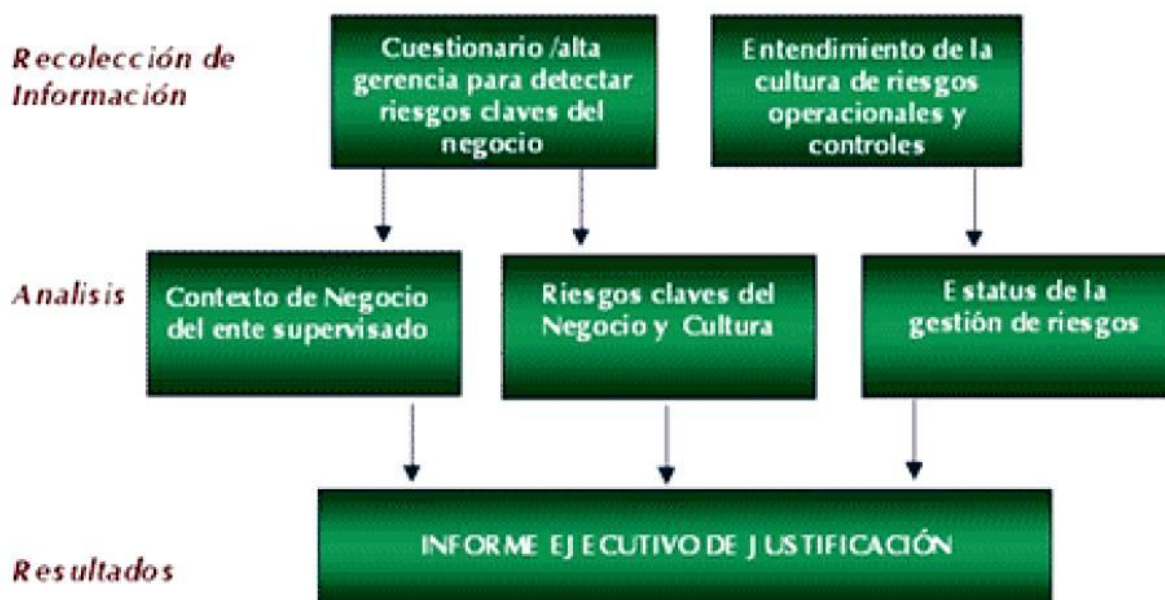 Recolección de
Información
Cuestionario /alta
gerencia para detectar
riesgos claves del
negocio
Entendimiento de la
cultura de riesgos
operacionales y
controles
Analisis
Contexto de Negocio
del ente supervisado
Riesgos claves del
Negocio y Cultura
Estatus de la
gestión de riesgos
Resultados
INFORME EJECUTIVO DE JUSTIFICACIÓN